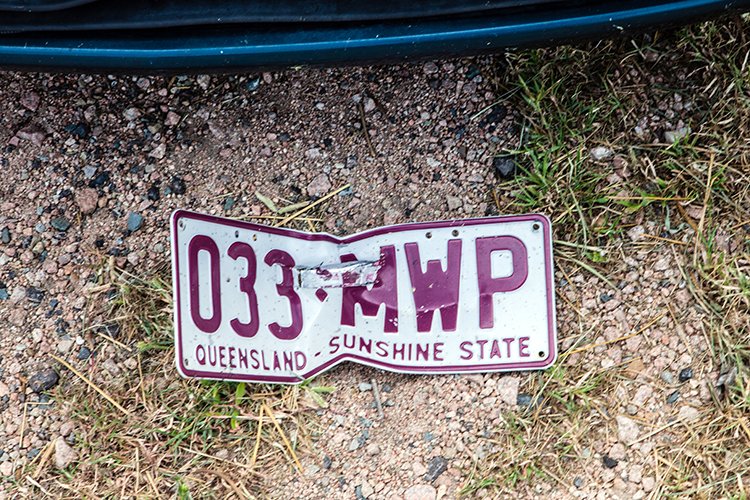 033·MWP
QUEENSLAND - SUNSHINE STATE